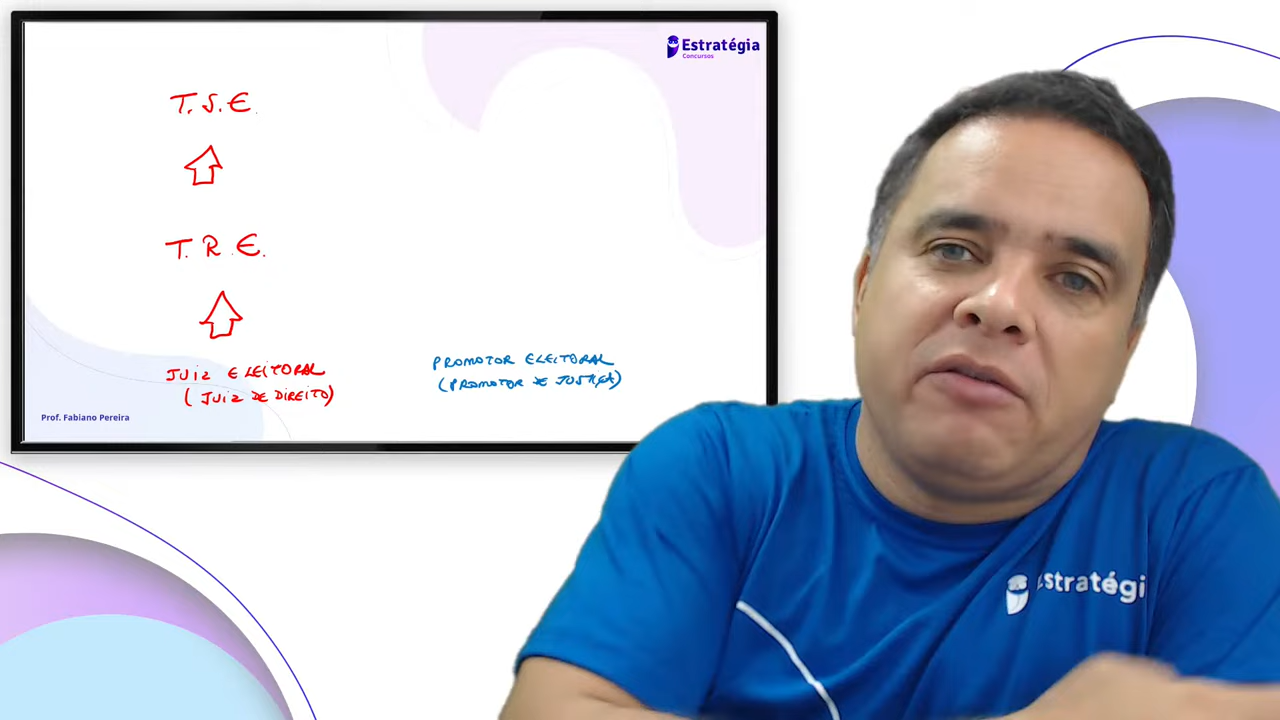 Estratégia
Concursos
T.S.E.
T.R.E.
JUIZ ELEITORAL
(JUIZ DE DIREITO)
PROMOTOR ELEITORAL
(PROMOTOR DE JUSTIÇA)
Prof. Fabiano Pereira
Estratégi